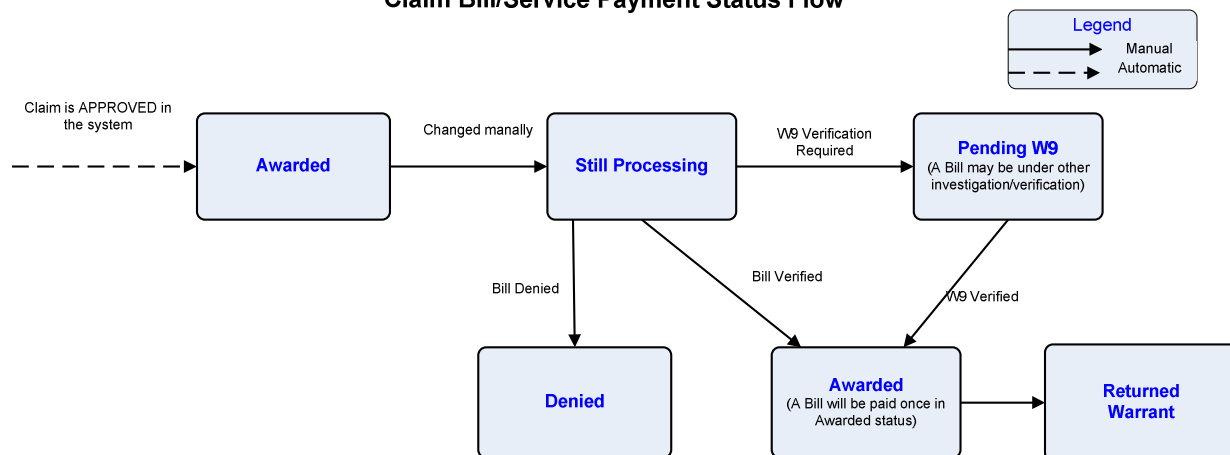 Claim Bill/Service Payment Status Flow
Legend
Manual
Automatic
Claim is APPROVED in
the system
Awarded
Changed manally
Still Processing
W9 Verification
Required
Pending W9
(A Bill may be under other
investigation/verification)
Bill Denied
Bill Verified
W9 Verified
Denied
Awarded
(A Bill will be paid once in
Awarded status)
Returned
Warrant